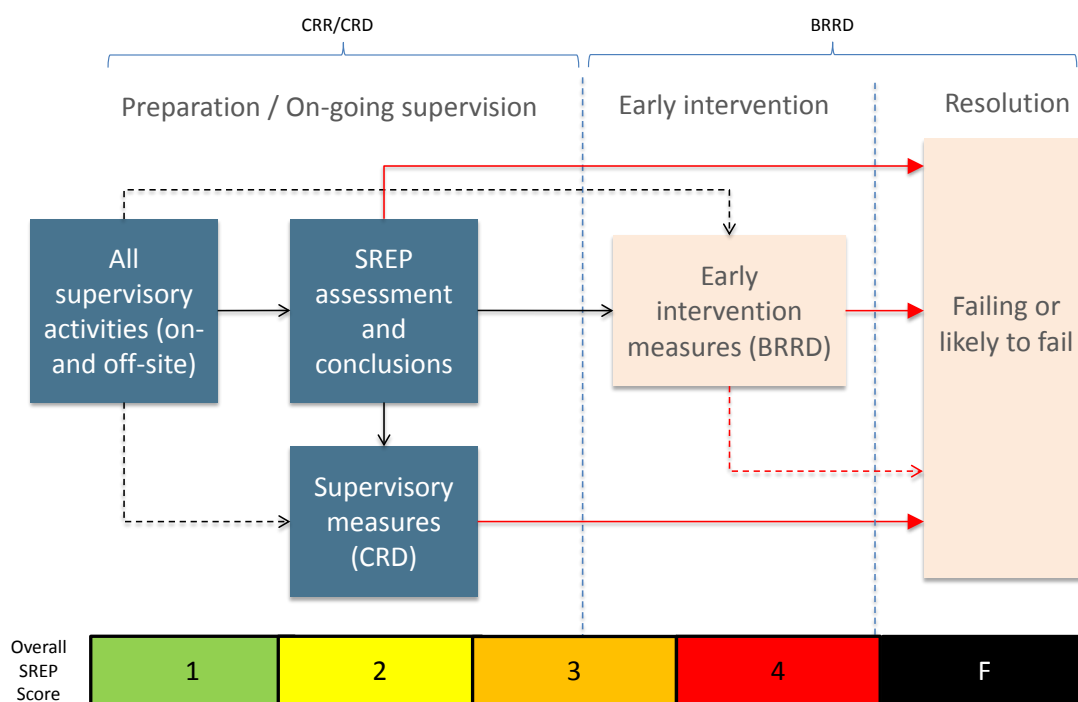 CRR/CRD
BRRD
Preparation / On-going supervision
Early intervention
Resolution
All
supervisory
activities (on-
and off-site)
SREP
assessment
and
conclusions
Early
intervention
measures (BRRD)
Failing or
likely to fail
Supervisory
measures
(CRD)
Overall
SREP
Score
1
2
3
4
F